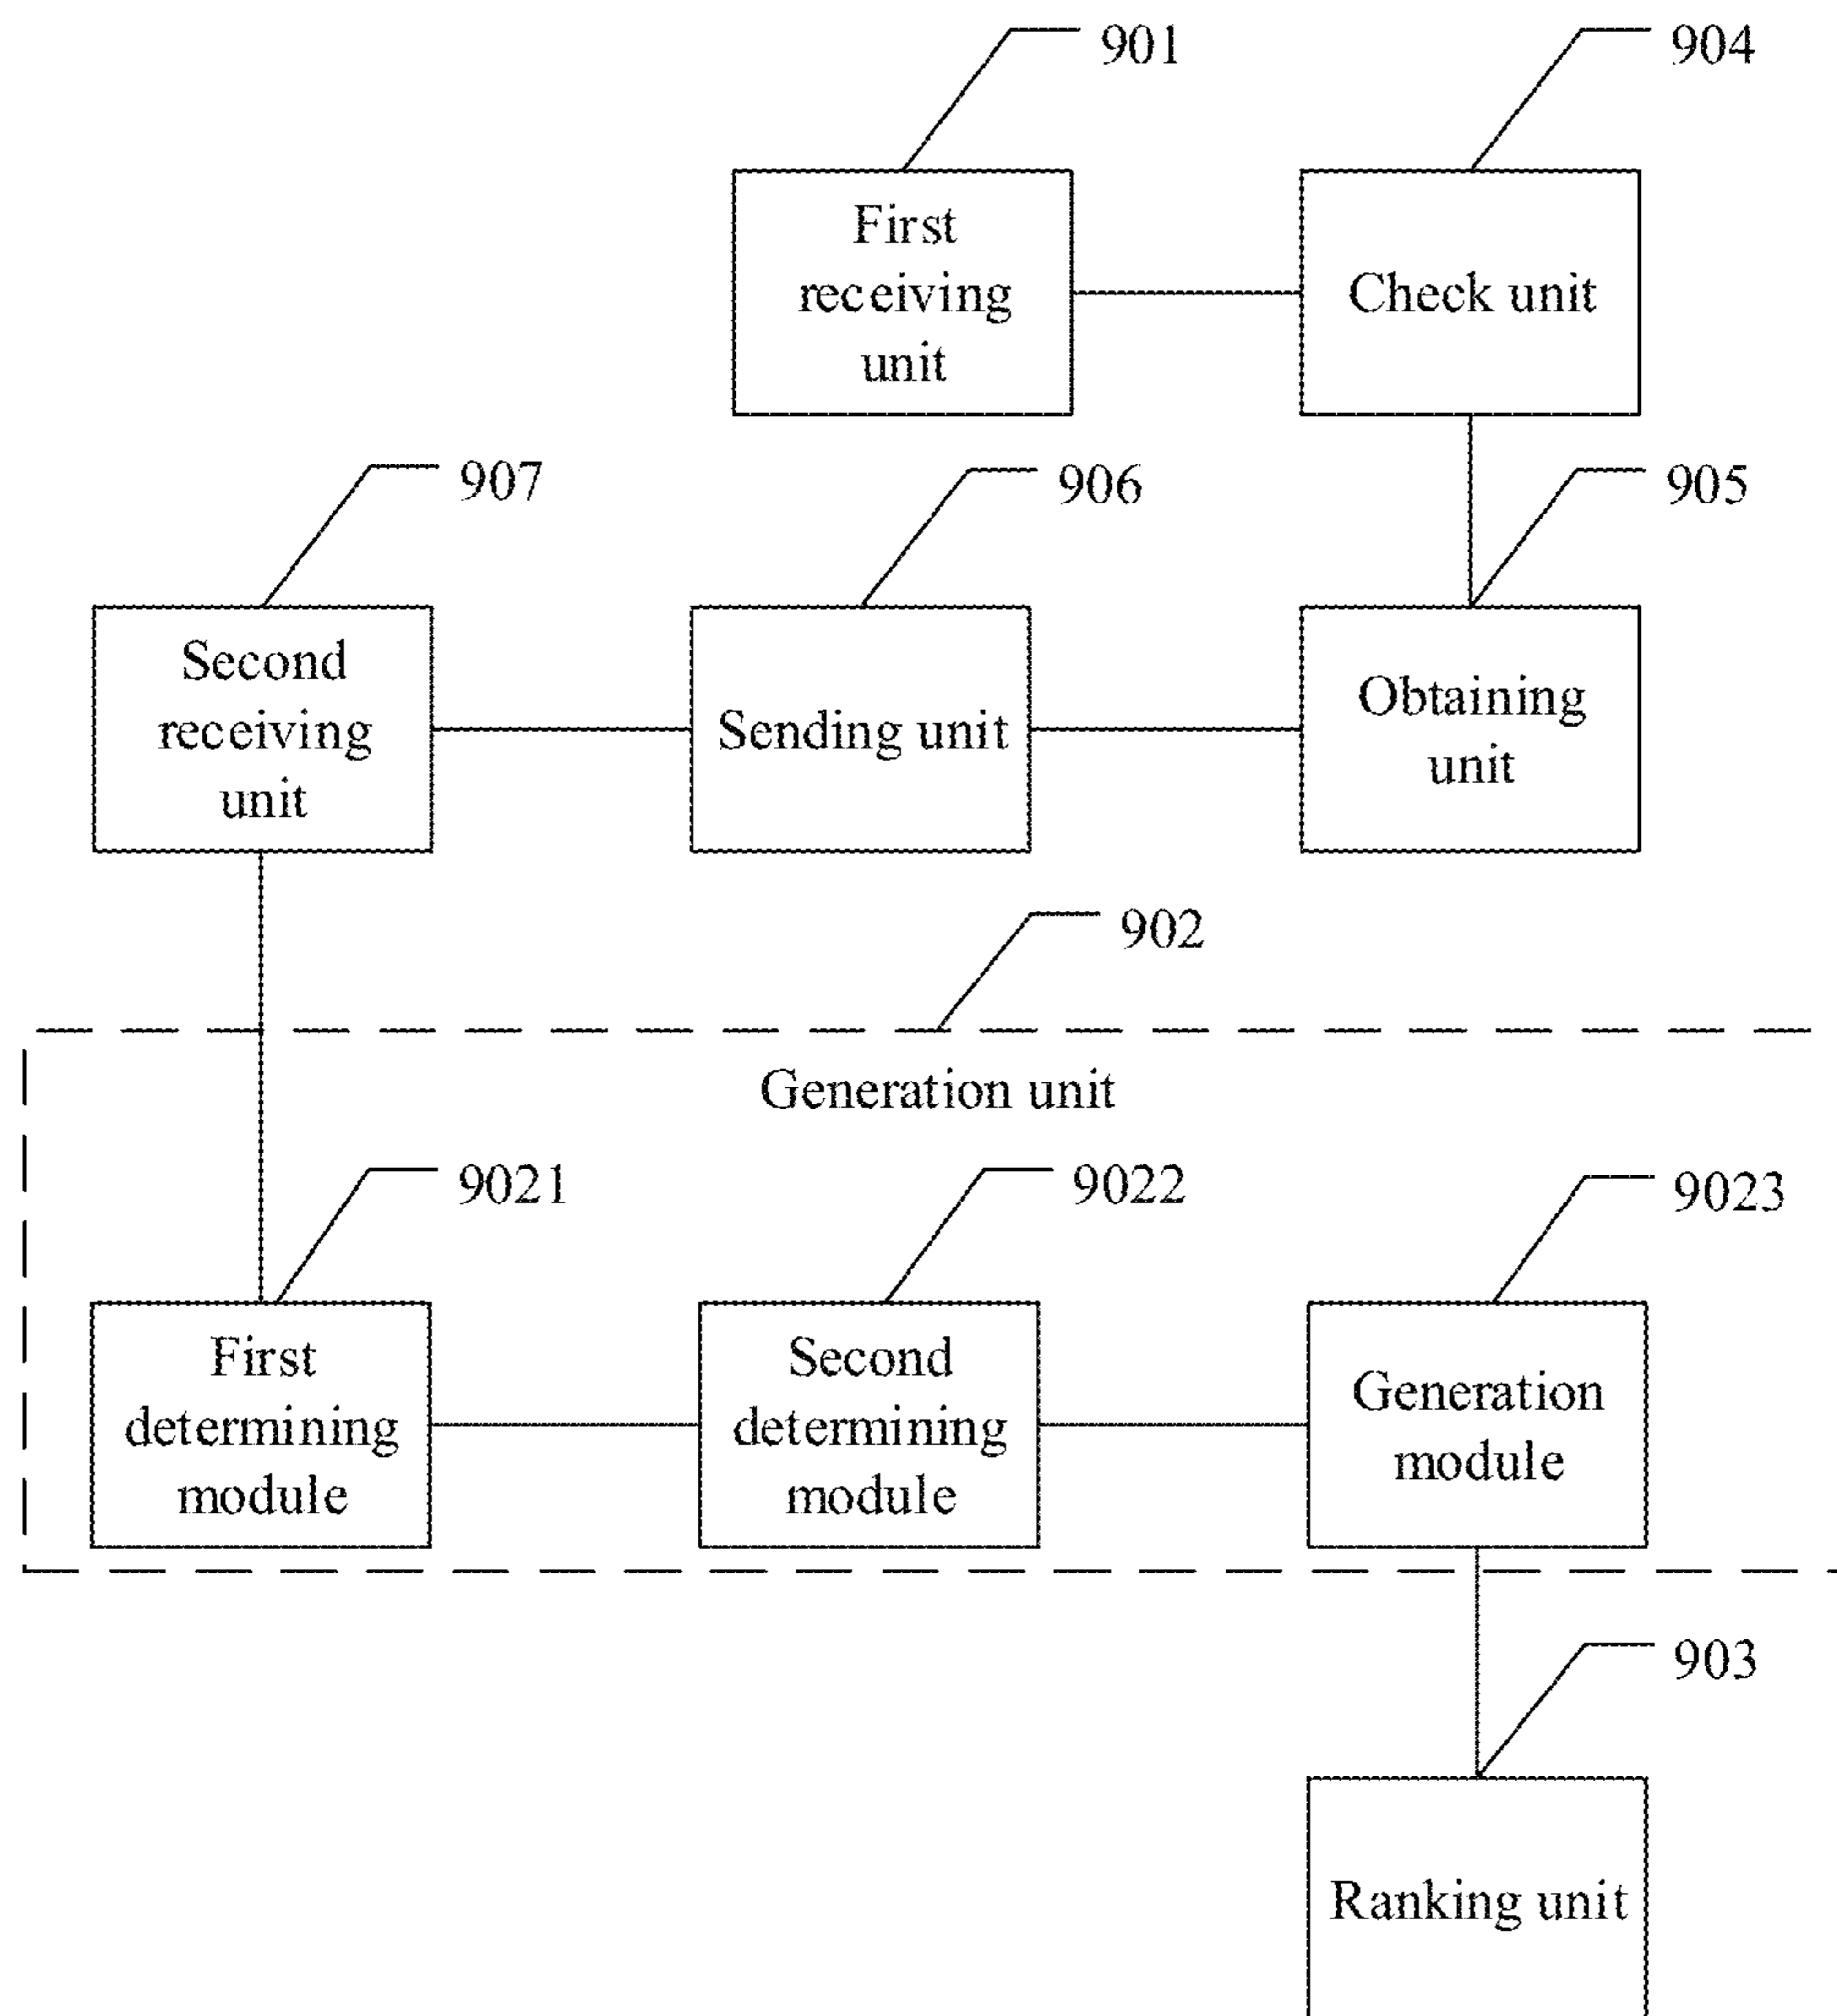 901
904
First
receiving
unit
Check unit
907
906
905
Second
receiving
unit
Sending unit
Obtaining
unit
902
Generation unit
9021
9022
9023
First
determining
module
Second
determining
module
Generation
module
903
Ranking unit